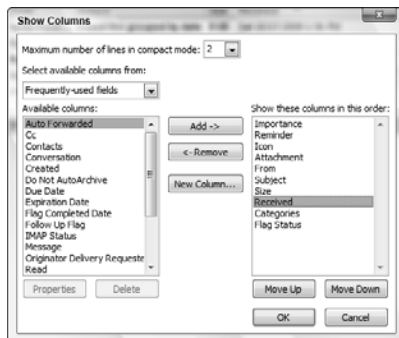 Show Columns
Maximum number of lines in compact mode: 2
Select available columns from:
Frequently-used fields
Available columns:
Auto Forwarded
Cc
Contacts
Conversation
Created
Do Not AutoArchive
Due Date
Expiration Date
Flag Completed Date
Follow Up Flag
IMAP Status
Message
Originator Delivery Requeste
Read
Properties
Delete
Add ->
<- Remove
New Column...
Show these columns in this order:
Importance
Reminder
Icon
Attachment
From
Subject
Size
Received
Categories
Flag Status
Move Up
Move Down
OK
Cancel